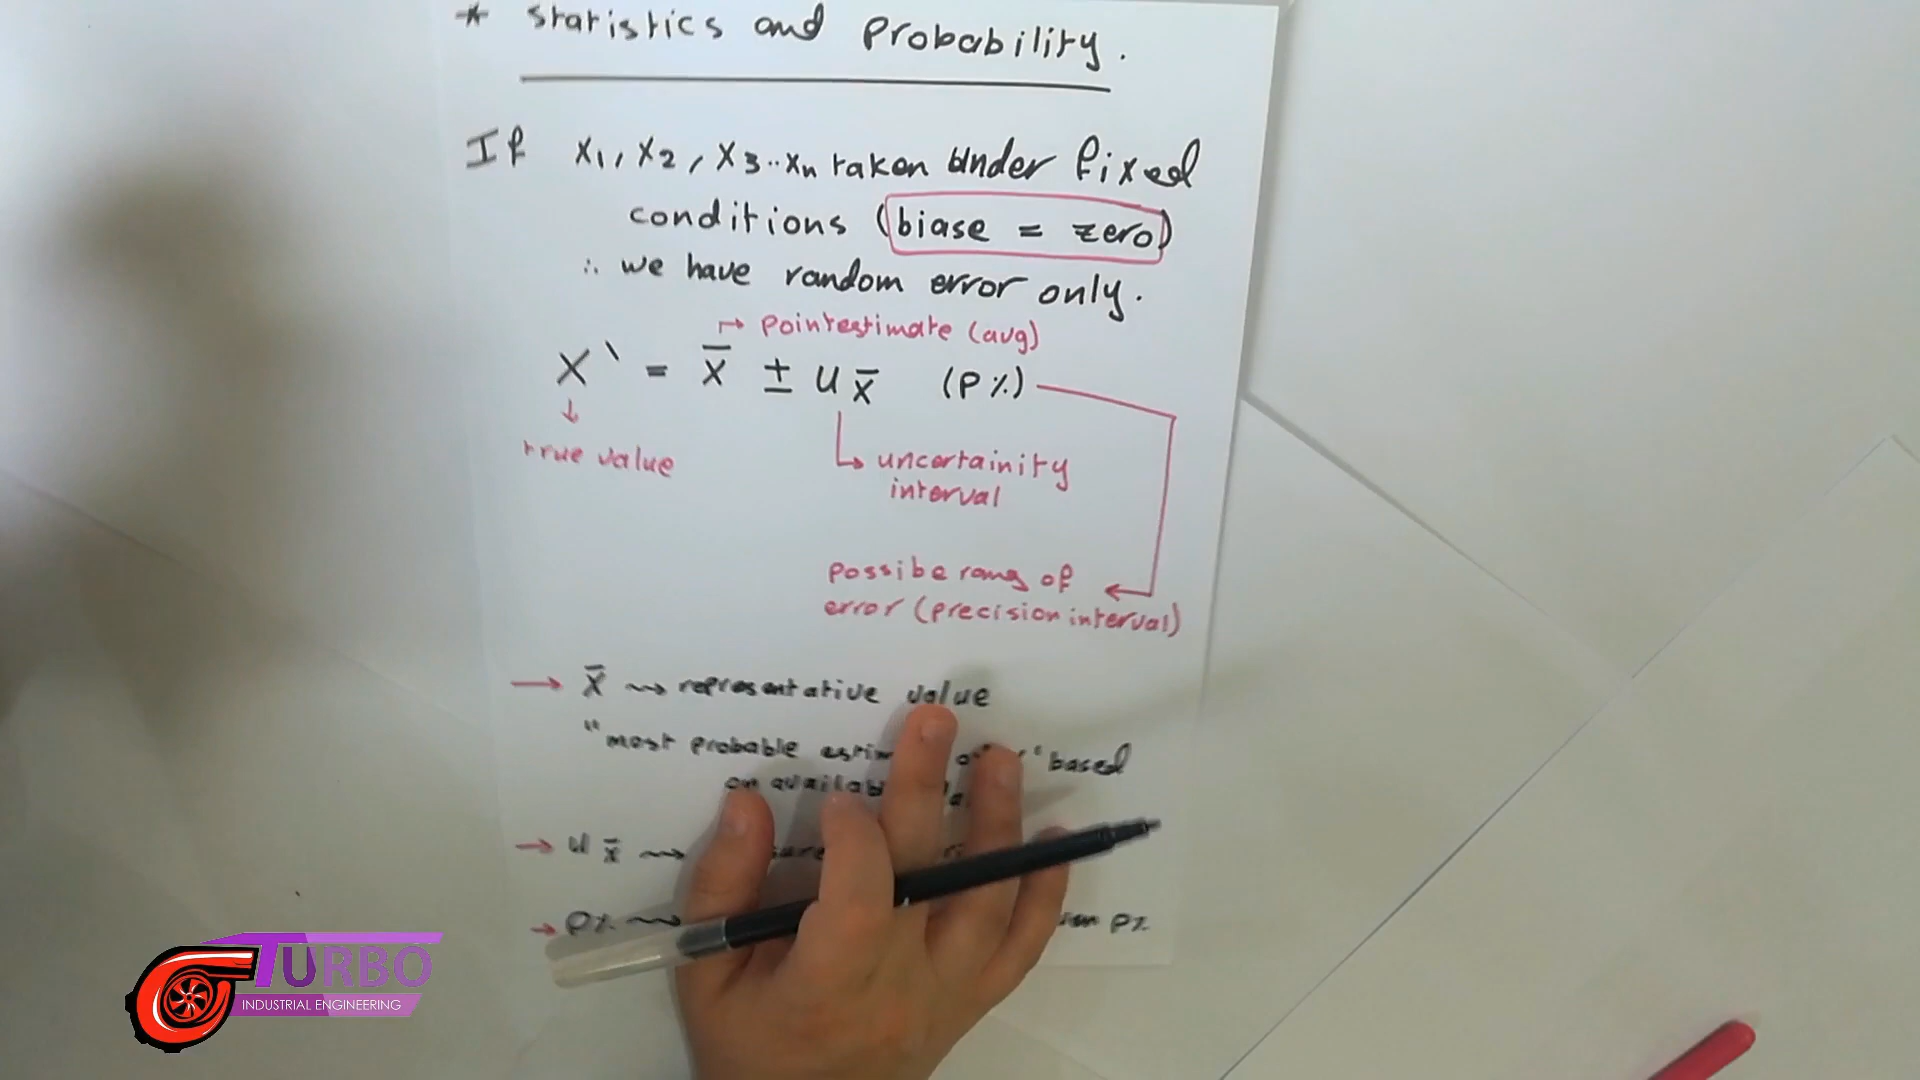 * statistics and probability.
If x1, x2, x3..xn taken under fixed
conditions (biase = zero)
∴ we have random error only.
pointestimate (avg)
x' = x̄ ± u x̄ (P%)
true value
uncertainity
interval
possibe rang of
error (precision interval)
→ x̄ ⇝ representative value
"most probable based
on
→ u x̄ ⇝
→ P% ⇝ P%
TURBO
INDUSTRIAL ENGINEERING